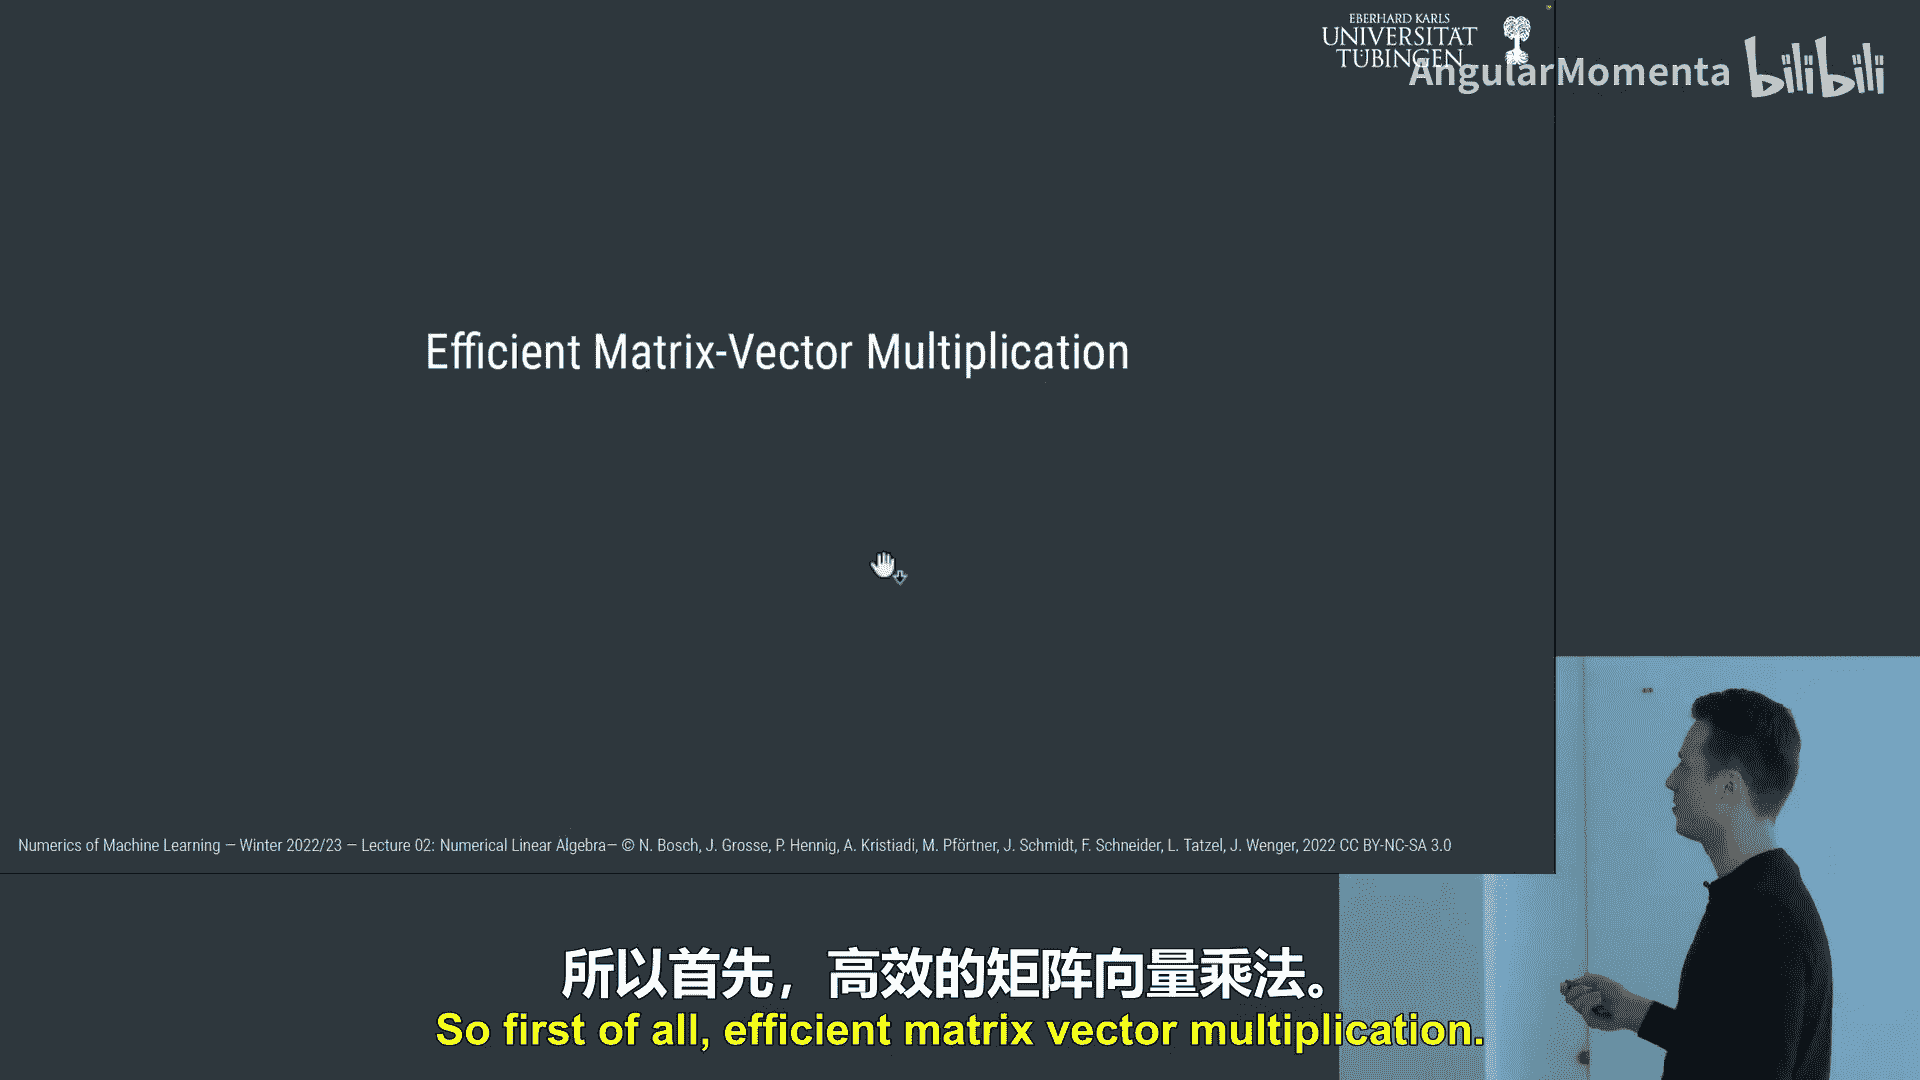 EBERHARD KARLS
UNIVERSITÄT
TÜBINGEN
AngularMomenta bilibili
Efficient Matrix-Vector Multiplication
Numerics of Machine Learning — Winter 2022/23 — Lecture 02: Numerical Linear Algebra— © N. Bosch, J. Grosse, P. Hennig, A. Kristiadi, M. Pförtner, J. Schmidt, F. Schneider, L. Tatzel, J. Wenger, 2022 CC BY-NC-SA 3.0
所以首先，高效的矩阵向量乘法。
So first of all, efficient matrix vector multiplication.